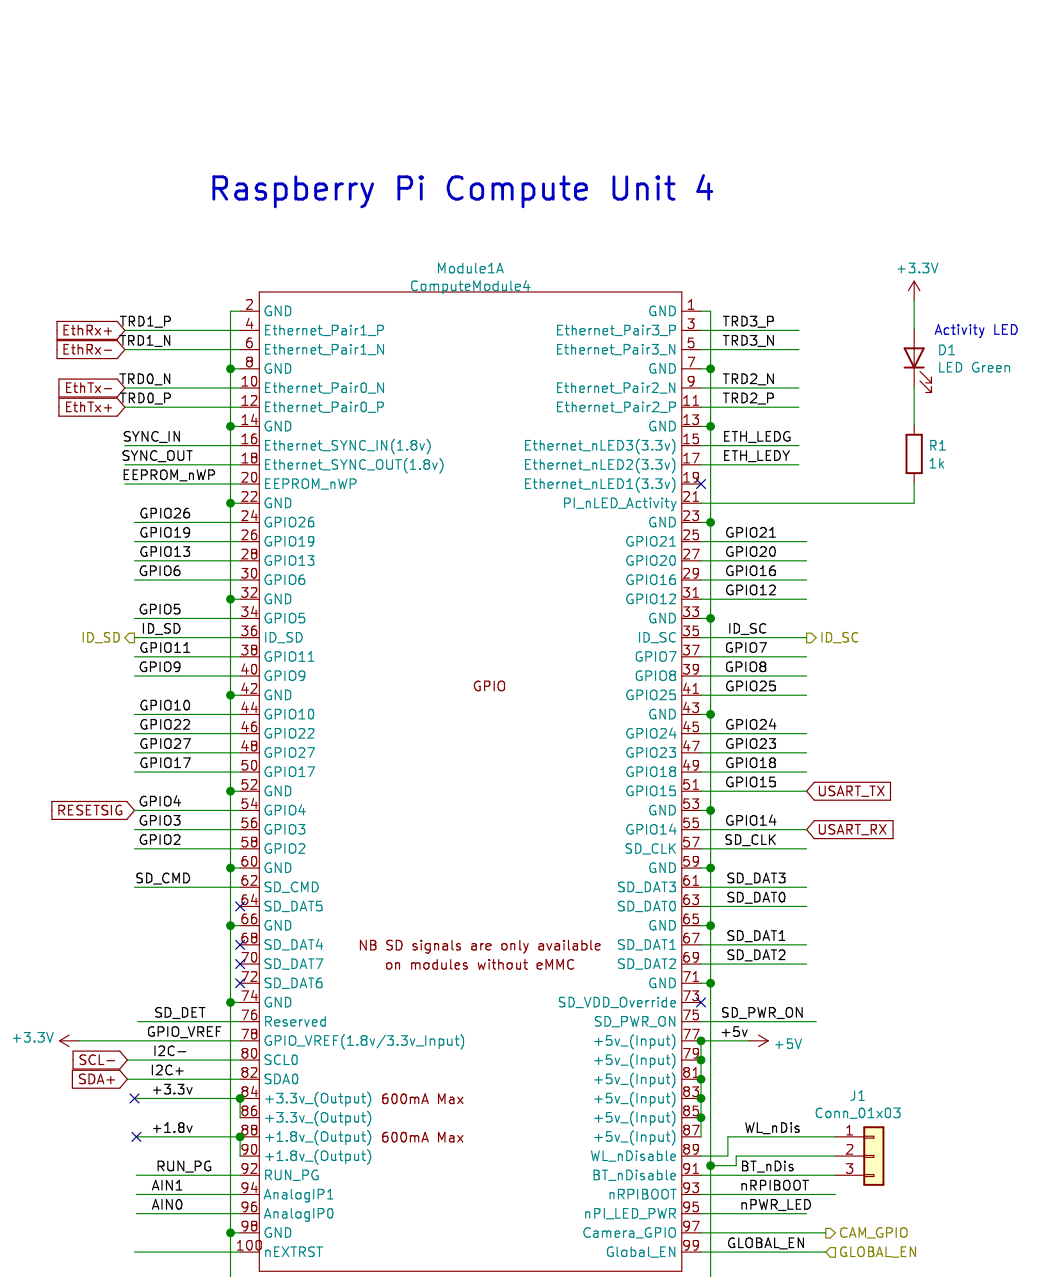 Raspberry Pi Compute Unit 4
Module1A
ComputeModule4
+3.3V
Activity LED
D1
LED Green
R1
1k
2 GND GND 1
EthRx+ TRD1_P 4 Ethernet_Pair1_P Ethernet_Pair3_P 3 TRD3_P
EthRx- TRD1_N 6 Ethernet_Pair1_N Ethernet_Pair3_N 5 TRD3_N
8 GND GND 7
EthTx- TRD0_N 10 Ethernet_Pair0_N Ethernet_Pair2_N 9 TRD2_N
EthTx+ TRD0_P 12 Ethernet_Pair0_P Ethernet_Pair2_P 11 TRD2_P
14 GND GND 13
SYNC_IN 16 Ethernet_SYNC_IN(1.8v) Ethernet_nLED3(3.3v) 15 ETH_LEDG
SYNC_OUT 18 Ethernet_SYNC_OUT(1.8v) Ethernet_nLED2(3.3v) 17 ETH_LEDY
EEPROM_nWP 20 EEPROM_nWP Ethernet_nLED1(3.3v) 19
22 GND PI_nLED_Activity 21
GPIO26 24 GPIO26 GND 23
GPIO19 26 GPIO19 GPIO21 25 GPIO21
GPIO13 28 GPIO13 GPIO20 27 GPIO20
GPIO6 30 GPIO6 GPIO16 29 GPIO16
32 GND GPIO12 31 GPIO12
GPIO5 34 GPIO5 GND 33
ID_SD ID_SD 36 ID_SD ID_SC 35 ID_SC ID_SC
GPIO11 38 GPIO11 GPIO7 37 GPIO7
GPIO9 40 GPIO9 GPIO8 39 GPIO8
GPIO
42 GND GPIO25 41 GPIO25
GPIO10 44 GPIO10 GND 43
GPIO22 46 GPIO22 GPIO24 45 GPIO24
GPIO27 48 GPIO27 GPIO23 47 GPIO23
GPIO17 50 GPIO17 GPIO18 49 GPIO18
52 GND GPIO15 51 GPIO15 USART_TX
RESETSIG GPIO4 54 GPIO4 GND 53
GPIO3 56 GPIO3 GPIO14 55 GPIO14 USART_RX
GPIO2 58 GPIO2 SD_CLK 57 SD_CLK
60 GND GND 59
SD_CMD 62 SD_CMD SD_DAT3 61 SD_DAT3
64 SD_DAT5 SD_DAT0 63 SD_DAT0
66 GND GND 65
68 SD_DAT4 NB SD signals are only available SD_DAT1 67 SD_DAT1
70 SD_DAT7 on modules without eMMC SD_DAT2 69 SD_DAT2
72 SD_DAT6 GND 71
74 GND SD_VDD_Override 73
SD_DET 76 Reserved SD_PWR_ON 75 SD_PWR_ON
+3.3V GPIO_VREF 78 GPIO_VREF(1.8v/3.3v_Input) +5v_(Input) 77 +5v +5V
SCL- I2C- 80 SCL0 +5v_(Input) 79
SDA+ I2C+ 82 SDA0 +5v_(Input) 81
+3.3v 84 +3.3v_(Output) 600mA Max +5v_(Input) 83
86 +3.3v_(Output) +5v_(Input) 85
+1.8v 88 +1.8v_(Output) 600mA Max +5v_(Input) 87
90 +1.8v_(Output) WL_nDisable 89 WL_nDis
RUN_PG 92 RUN_PG BT_nDisable 91 BT_nDis
AIN1 94 AnalogIP1 nRPIBOOT 93 nRPIBOOT
AIN0 96 AnalogIP0 nPI_LED_PWR 95 nPWR_LED
98 GND Camera_GPIO 97 CAM_GPIO
100 nEXTRST Global_EN 99 GLOBAL_EN GLOBAL_EN
J1
Conn_01x03
1
2
3